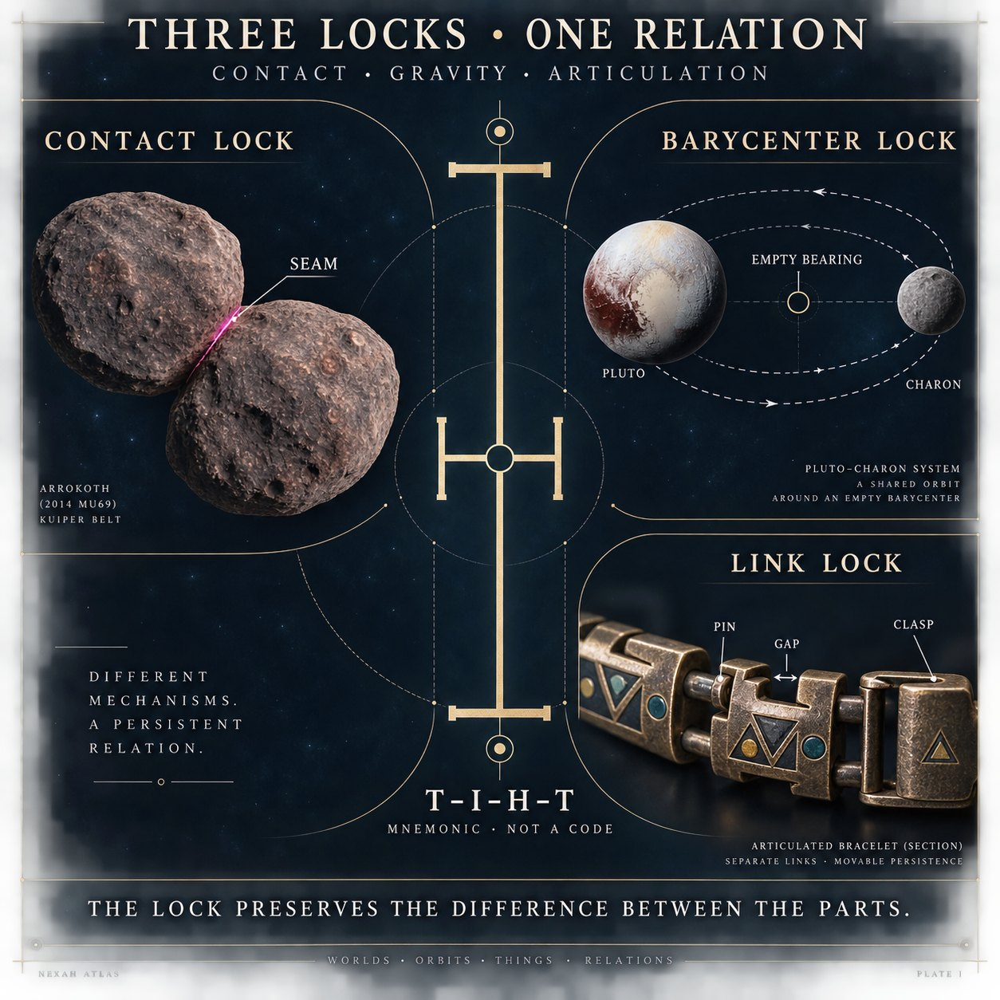 THREE LOCKS • ONE RELATION
CONTACT • GRAVITY • ARTICULATION
CONTACT LOCK
SEAM
ARROKOTH
(2014 MU69)
KUIPER BELT
BARYCENTER LOCK
EMPTY BEARING
PLUTO
CHARON
PLUTO–CHARON SYSTEM
A SHARED ORBIT
AROUND AN EMPTY BARYCENTER
LINK LOCK
PIN
GAP
CLASP
ARTICULATED BRACELET (SECTION)
SEPARATE LINKS • MOVABLE PERSISTENCE
DIFFERENT
MECHANISMS.
A PERSISTENT
RELATION.
T–I–H–T
MNEMONIC • NOT A CODE
THE LOCK PRESERVES THE DIFFERENCE BETWEEN THE PARTS.
WORLDS • ORBITS • THINGS • RELATIONS
NEXAH ATLAS
PLATE I